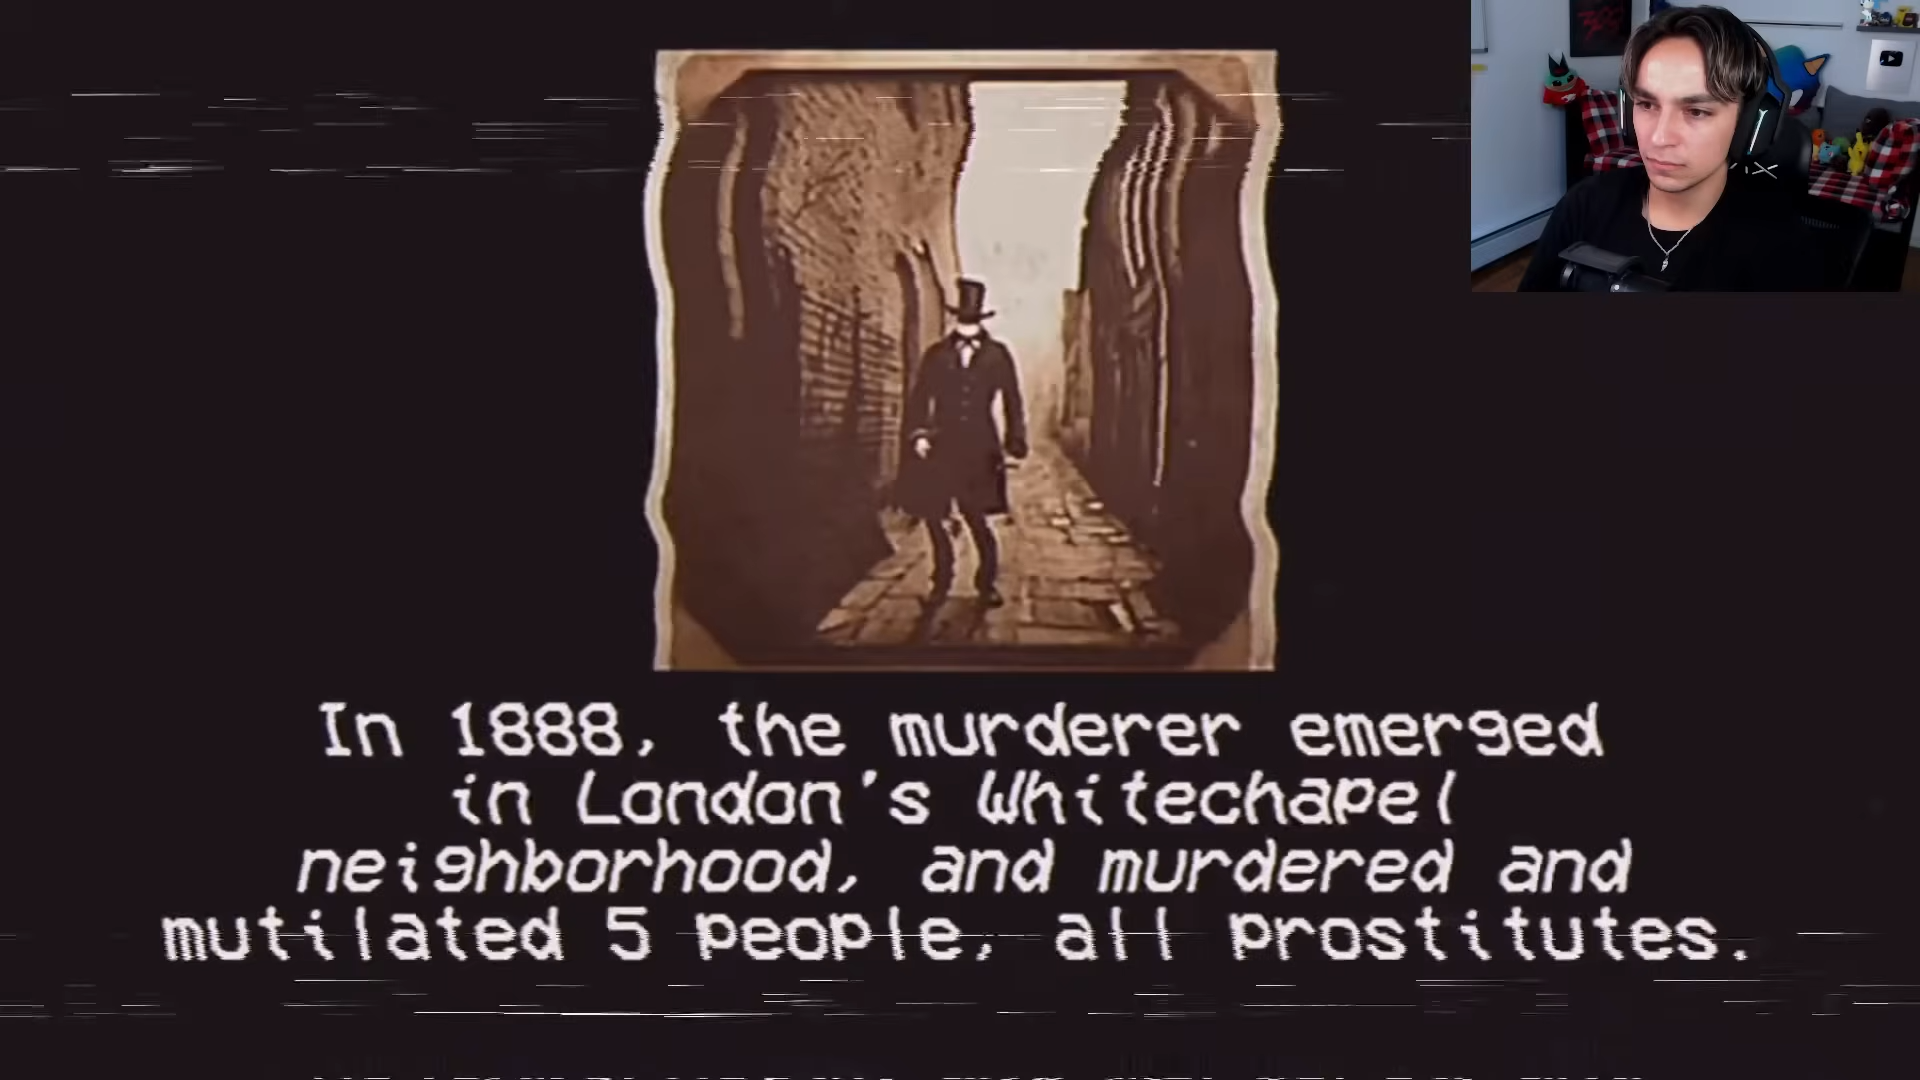 In 1888, the murderer emerged
in London's Whitechapel
neighborhood, and murdered and
mutilated 5 people, all prostitutes.